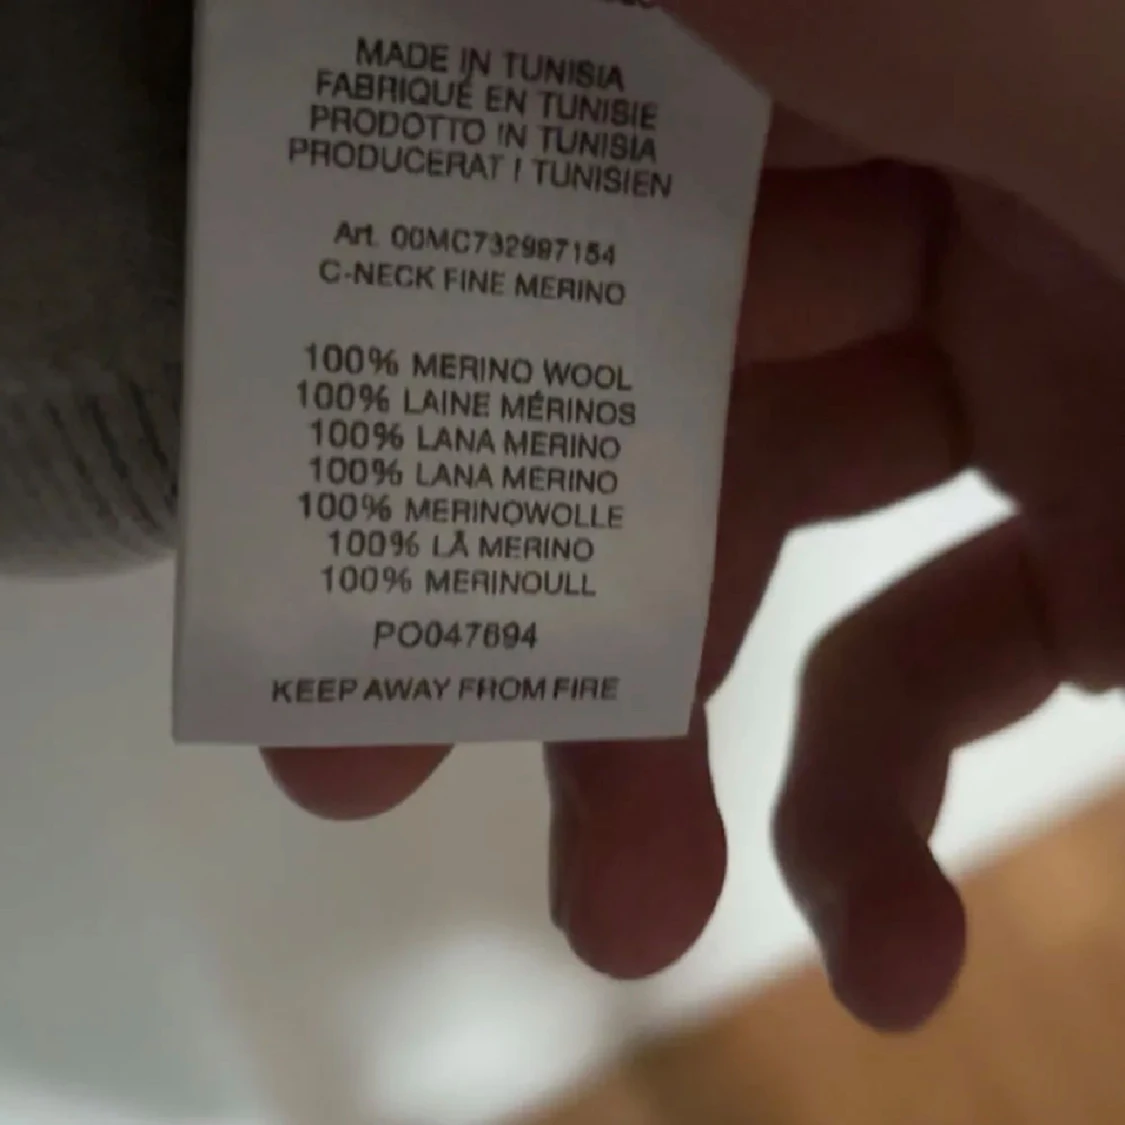 MADE IN TUNISIA
FABRIQUÉ EN TUNISIE
PRODOTTO IN TUNISIA
PRODUCERAT I TUNISIEN
Art. 00MC732997154
C-NECK FINE MERINO
100% MERINO WOOL
100% LAINE MÉRINOS
100% LANA MERINO
100% LANA MERINO
100% MERINOWOLLE
100% LÃ MERINO
100% MERINOULL
PO047694
KEEP AWAY FROM FIRE